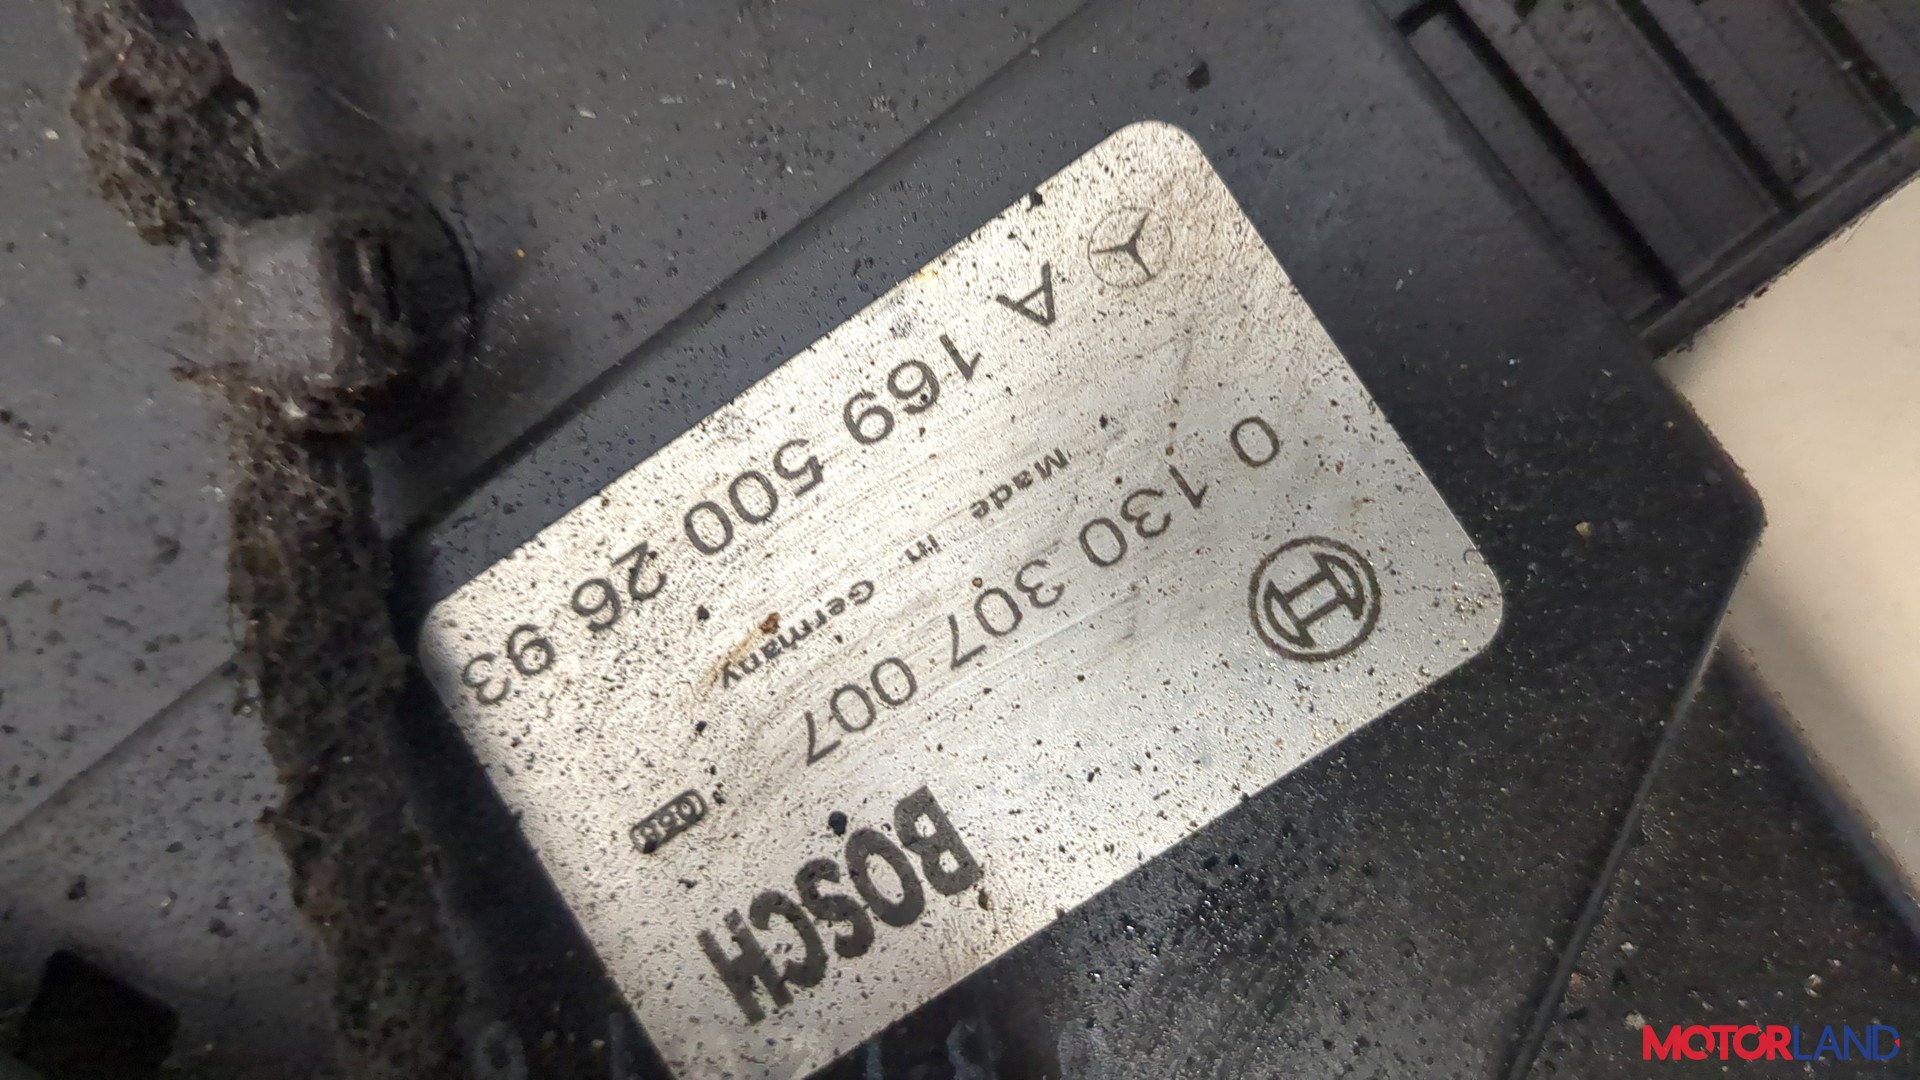 BOSCH
0 130 307 007
Made in Germany
A 169 500 26 93
MOTORLAND